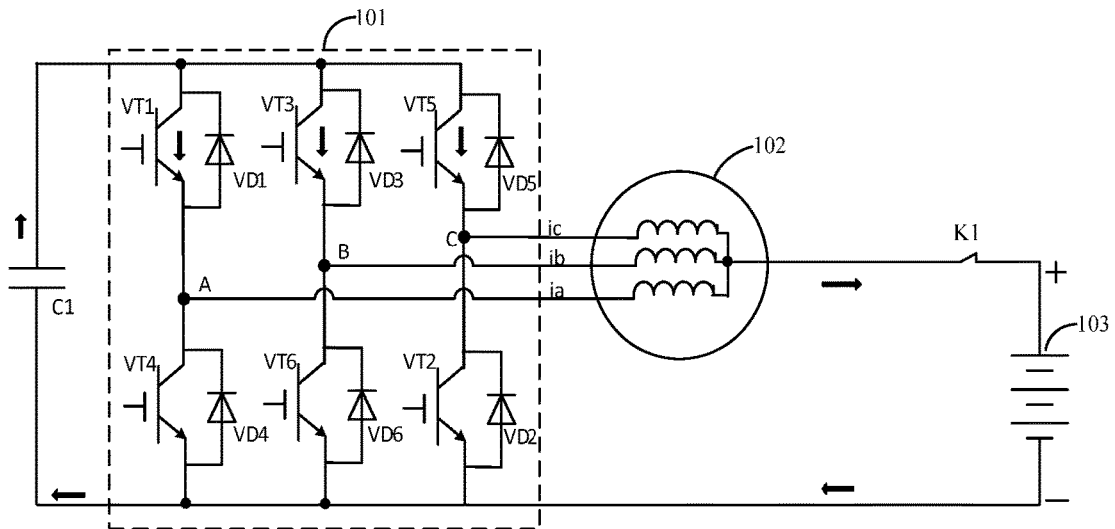 101
VT1
VT3
VT5
VD1
VD3
VD5
102
ic
C
ib
B
ia
A
K1
+
C1
103
VT4
VT6
VT2
VD4
VD6
VD2
−